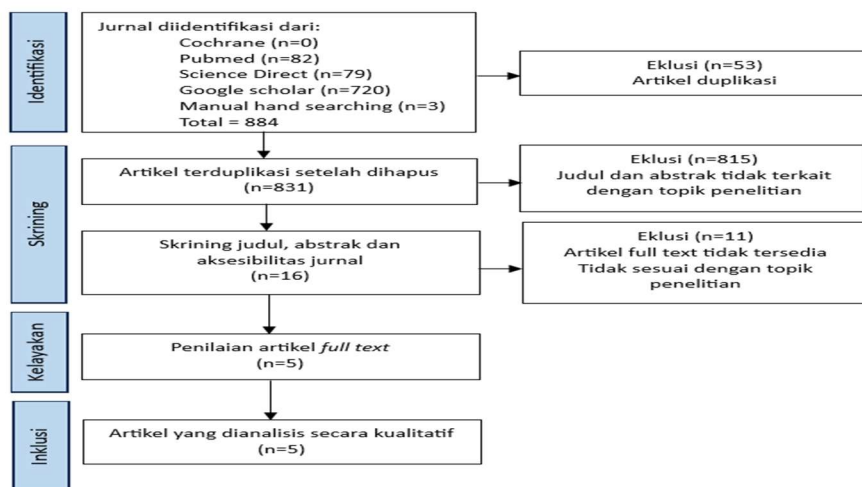 Identifikasi
Jurnal diidentifikasi dari:
Cochrane (n=0)
Pubmed (n=82)
Science Direct (n=79)
Google scholar (n=720)
Manual hand searching (n=3)
Total = 884
Eklusi (n=53)
Artikel duplikasi
Skrining
Artikel terduplikasi setelah dihapus
(n=831)
Eklusi (n=815)
Judul dan abstrak tidak terkait
dengan topik penelitian
Skrining judul, abstrak dan
aksesibilitas jurnal
(n=16)
Eklusi (n=11)
Artikel full text tidak tersedia
Tidak sesuai dengan topik
penelitian
Kelayakan
Penilaian artikel full text
(n=5)
Inklusi
Artikel yang dianalisis secara kualitatif
(n=5)